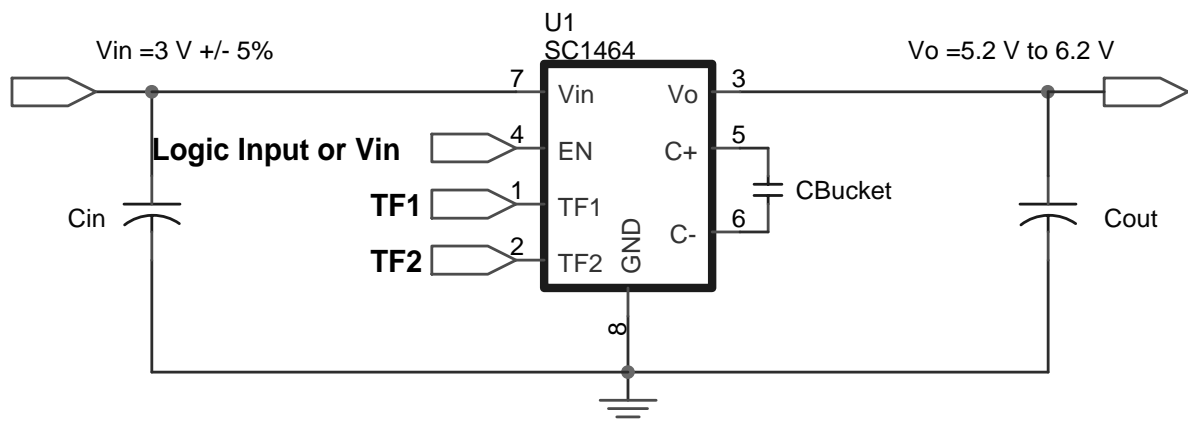 U1
SC1464
Vin =3 V +/- 5%
Vo =5.2 V to 6.2 V
7
Vin
Vo
3
Logic Input or Vin
4
EN
C+
5
TF1
1
TF1
CBucket
Cin
C-
6
Cout
TF2
2
TF2
GND
8